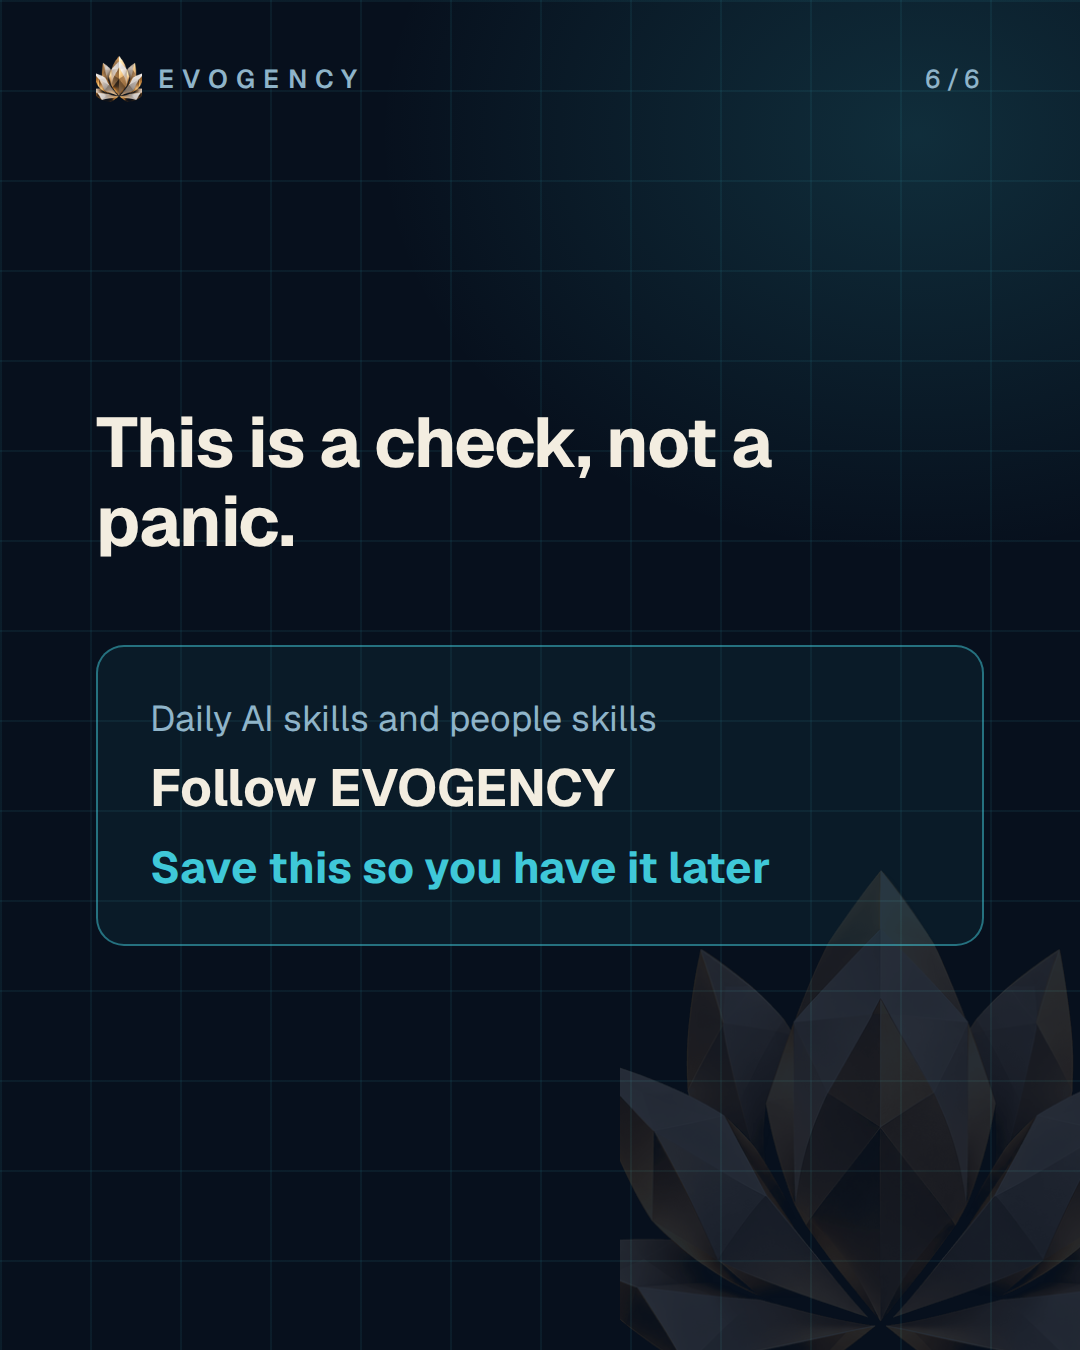 EVOGENCY
6/6
This is a check, not a
panic.
Daily AI skills and people skills
Follow EVOGENCY
Save this so you have it later